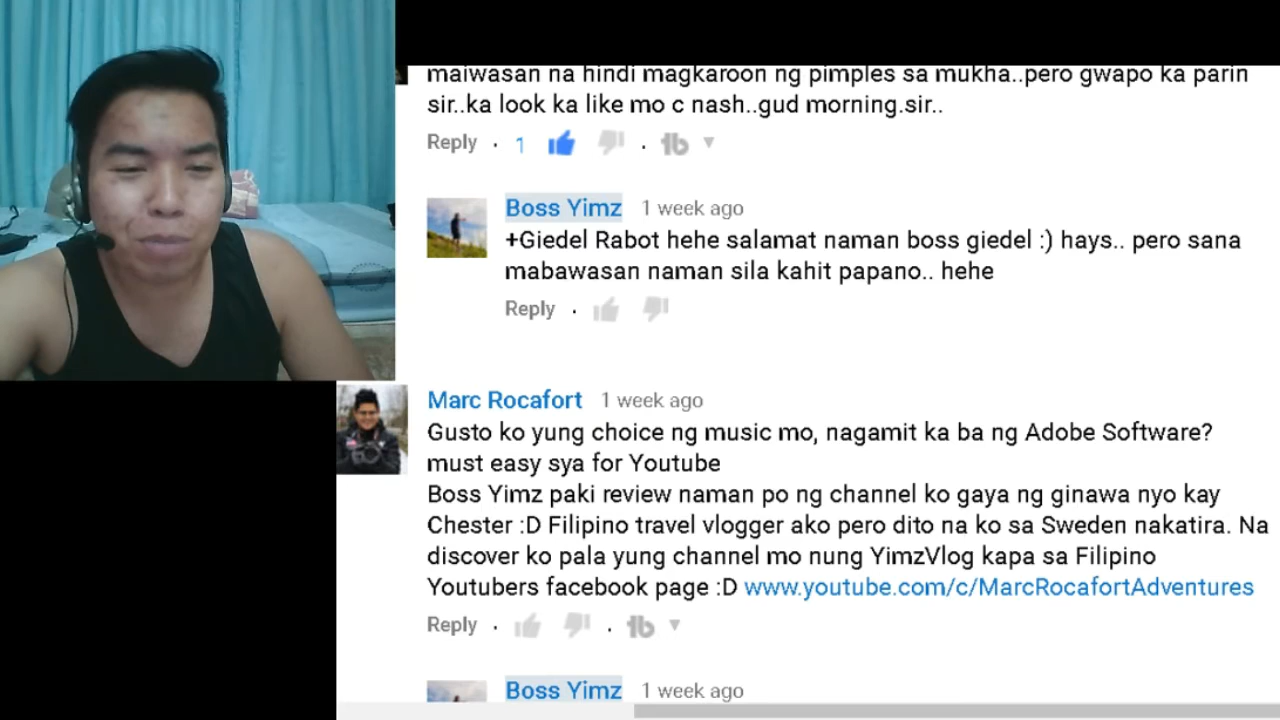 maiwasan na hindi magkaroon ng pimples sa mukha..pero gwapo ka parin
sir..ka look ka like mo c nash..gud morning.sir..
Reply · 1
Boss Yimz 1 week ago
+Giedel Rabot hehe salamat naman boss giedel :) hays.. pero sana
mabawasan naman sila kahit papano.. hehe
Reply ·
Marc Rocafort 1 week ago
Gusto ko yung choice ng music mo, nagamit ka ba ng Adobe Software?
must easy sya for Youtube
Boss Yimz paki review naman po ng channel ko gaya ng ginawa nyo kay
Chester :D Filipino travel vlogger ako pero dito na ko sa Sweden nakatira. Na
discover ko pala yung channel mo nung YimzVlog kapa sa Filipino
Youtubers facebook page :D www.youtube.com/c/MarcRocafortAdventures
Reply ·
Boss Yimz 1 week ago